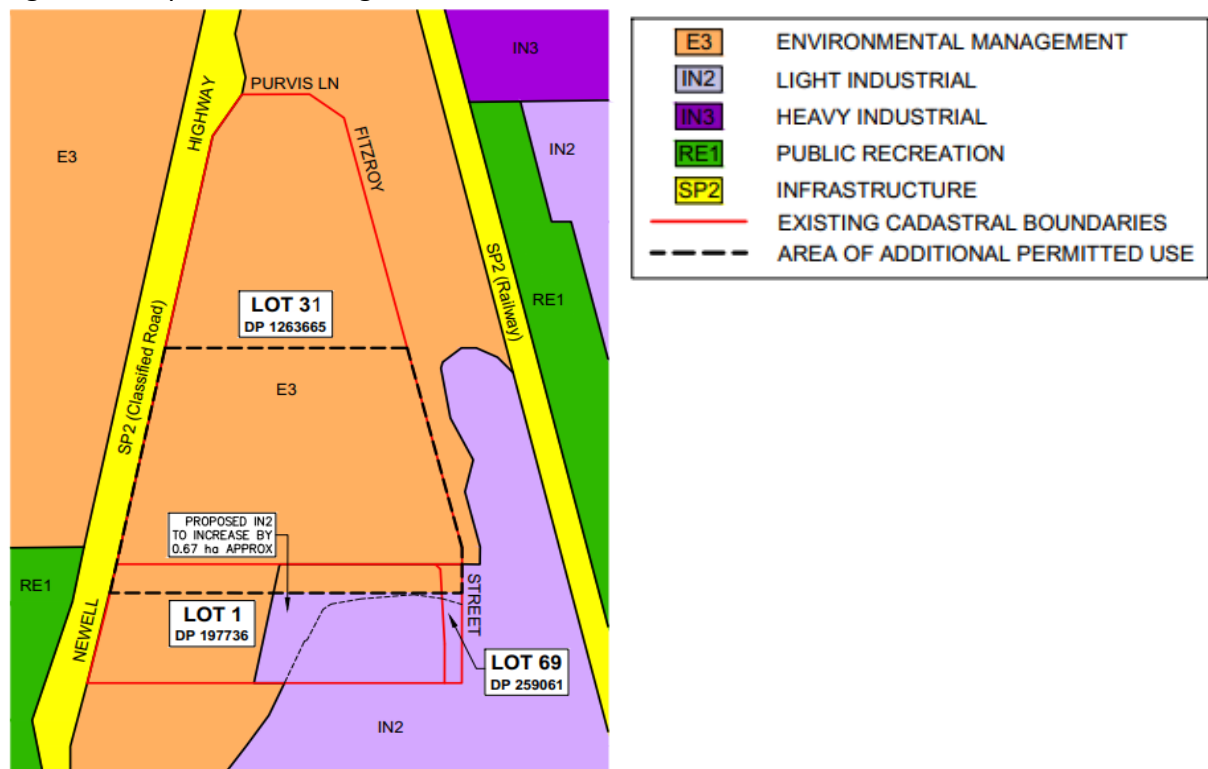 PURVIS LN
HIGHWAY
FITZROY
E3
IN3
IN2
SP2 (Railway)
RE1
LOT 31
DP 1263665
SP2 (Classified Road)
E3
PROPOSED IN2
TO INCREASE BY
0.67 ha APPROX
RE1
NEWELL
LOT 1
DP 197736
STREET
LOT 69
DP 259061
IN2
E3 ENVIRONMENTAL MANAGEMENT
IN2 LIGHT INDUSTRIAL
IN3 HEAVY INDUSTRIAL
RE1 PUBLIC RECREATION
SP2 INFRASTRUCTURE
EXISTING CADASTRAL BOUNDARIES
AREA OF ADDITIONAL PERMITTED USE